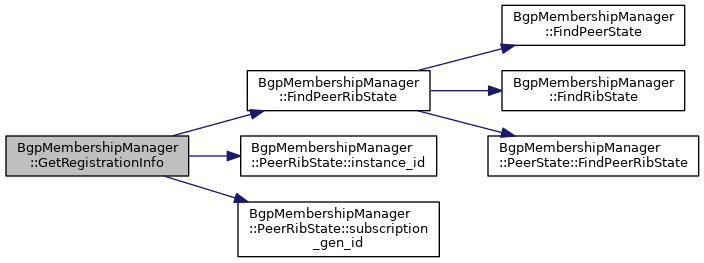 BgpMembershipManager
::GetRegistrationInfo
BgpMembershipManager
::FindPeerRibState
BgpMembershipManager
::FindPeerState
BgpMembershipManager
::FindRibState
BgpMembershipManager
::PeerState::FindPeerRibState
BgpMembershipManager
::PeerRibState::instance_id
BgpMembershipManager
::PeerRibState::subscription
_gen_id